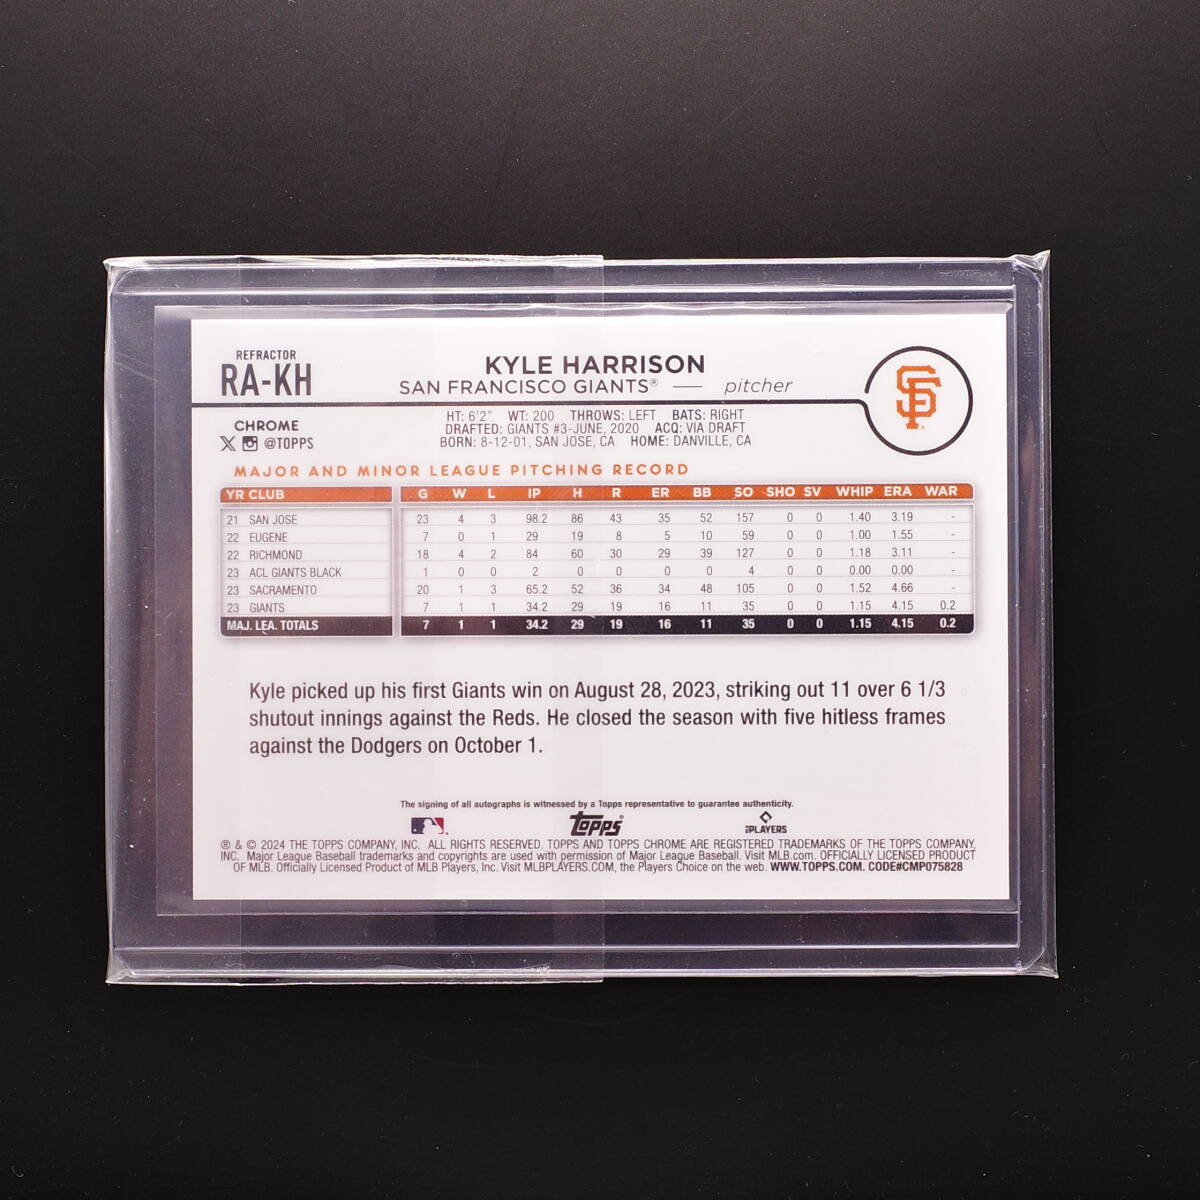 REFRACTOR
RA-KH
KYLE HARRISON
SAN FRANCISCO GIANTS® — pitcher
SF
CHROME
X @TOPPS
HT: 6'2" WT: 200 THROWS: LEFT BATS: RIGHT
DRAFTED: GIANTS #3-JUNE, 2020 ACQ: VIA DRAFT
BORN: 8-12-01, SAN JOSE, CA HOME: DANVILLE, CA
MAJOR AND MINOR LEAGUE PITCHING RECORD
YR CLUB G W L IP H R ER BB SO SHO SV WHIP ERA WAR
21 SAN JOSE 23 4 3 98.2 86 43 35 52 157 0 0 1.40 3.19 -
22 EUGENE 7 0 1 29 19 8 5 10 59 0 0 1.00 1.55 -
22 RICHMOND 18 4 2 84 60 30 29 39 127 0 0 1.18 3.11 -
23 ACL GIANTS BLACK 1 0 0 2 0 0 0 0 4 0 0 0.00 0.00 -
23 SACRAMENTO 20 1 3 65.2 52 36 34 48 105 0 0 1.52 4.66 -
23 GIANTS 7 1 1 34.2 29 19 16 11 35 0 0 1.15 4.15 0.2
MAJ. LEA. TOTALS 7 1 1 34.2 29 19 16 11 35 0 0 1.15 4.15 0.2
Kyle picked up his first Giants win on August 28, 2023, striking out 11 over 6 1/3
shutout innings against the Reds. He closed the season with five hitless frames
against the Dodgers on October 1.
The signing of all autographs is witnessed by a Topps representative to guarantee authenticity.
Topps®
PLAYERS
® & © 2024 THE TOPPS COMPANY, INC. ALL RIGHTS RESERVED. TOPPS AND TOPPS CHROME ARE REGISTERED TRADEMARKS OF THE TOPPS COMPANY,
INC. Major League Baseball trademarks and copyrights are used with permission of Major League Baseball. Visit MLB.com. OFFICIALLY LICENSED PRODUCT
OF MLB. Officially Licensed Product of MLB Players, Inc. Visit MLBPLAYERS.COM, the Players Choice on the web. WWW.TOPPS.COM. CODE#CMP075828